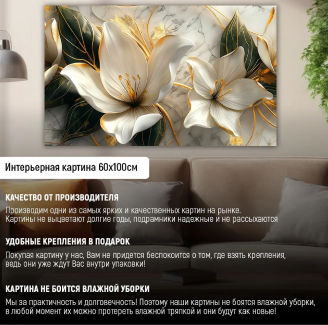 Интерьерная картина 60х100см
КАЧЕСТВО ОТ ПРОИЗВОДИТЕЛЯ
Производим одни из самых ярких и качественных картин на рынке.
Картины не выцветают долгие годы, подрамники надежные и не рассыхаются
УДОБНЫЕ КРЕПЛЕНИЯ В ПОДАРОК
Покупая картину у нас, Вам не придется беспокоится о том, где взять крепления,
ведь они уже ждут Вас внутри упаковки!
КАРТИНА НЕ БОИТСЯ ВЛАЖНОЙ УБОРКИ
Мы за практичность и долговечность! Поэтому наши картины не боятся влажной уборки,
в любой момент их можно протереть влажной тряпкой и они будут как новые!